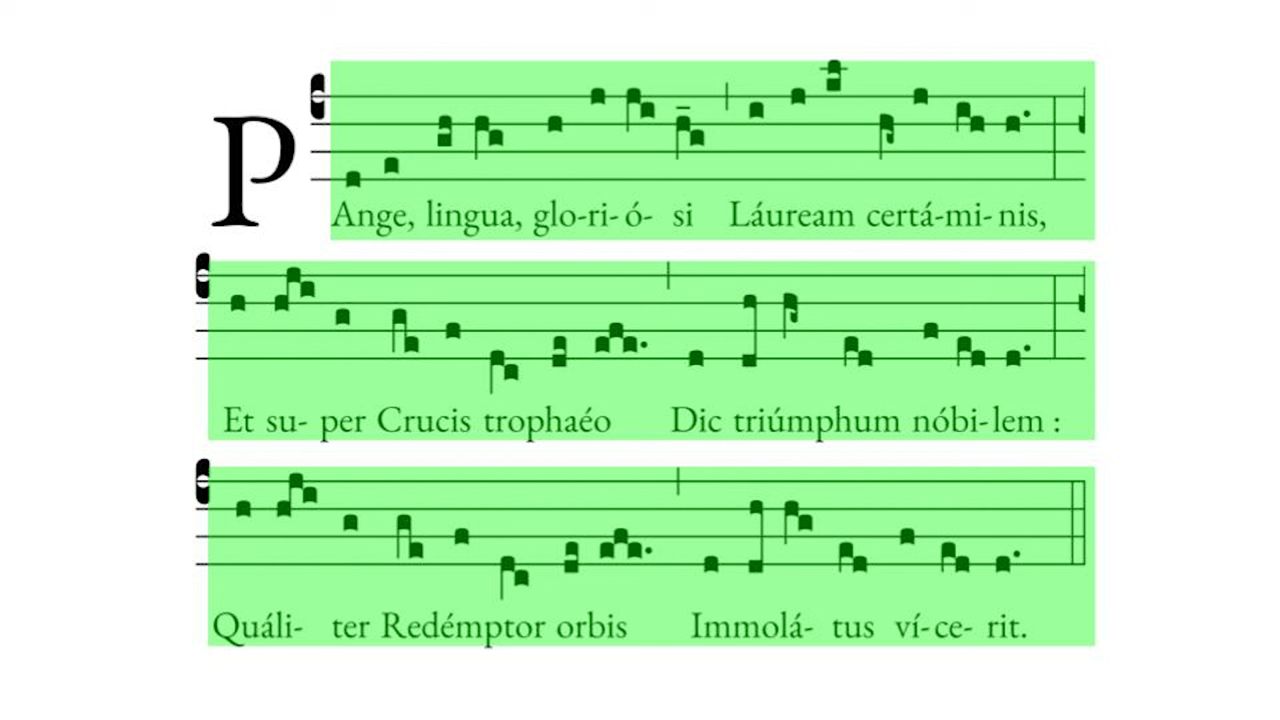 PAnge, lingua, glo-ri-ó- si Láuream certá-mi-nis,
Et su- per Crucis trophaéo Dic triúmphum nóbi-lem :
Quáli- ter Redémptor orbis Immolá- tus ví-ce- rit.